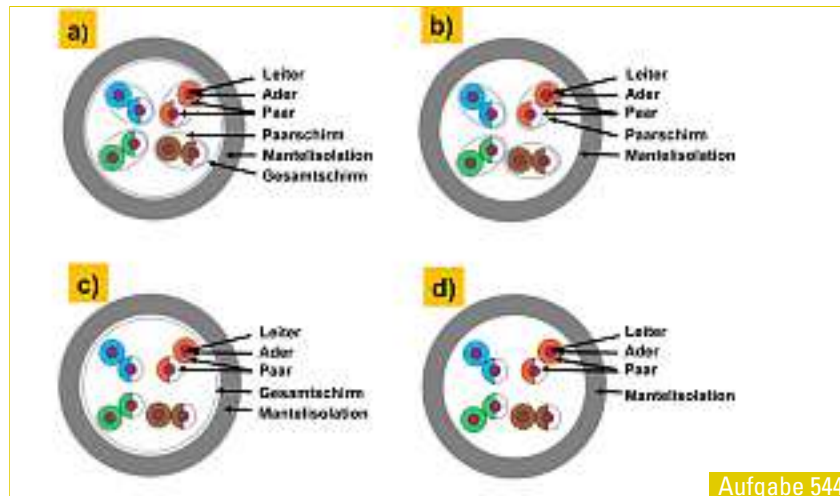 a)
Leiter
Ader
Paar
Paarschirm
Mantelisolation
Gesamtschirm
b)
Leiter
Ader
Paar
Paarschirm
Mantelisolation
c)
Leiter
Ader
Paar
Gesamtschirm
Mantelisolation
d)
Leiter
Ader
Paar
Mantelisolation
Aufgabe 544